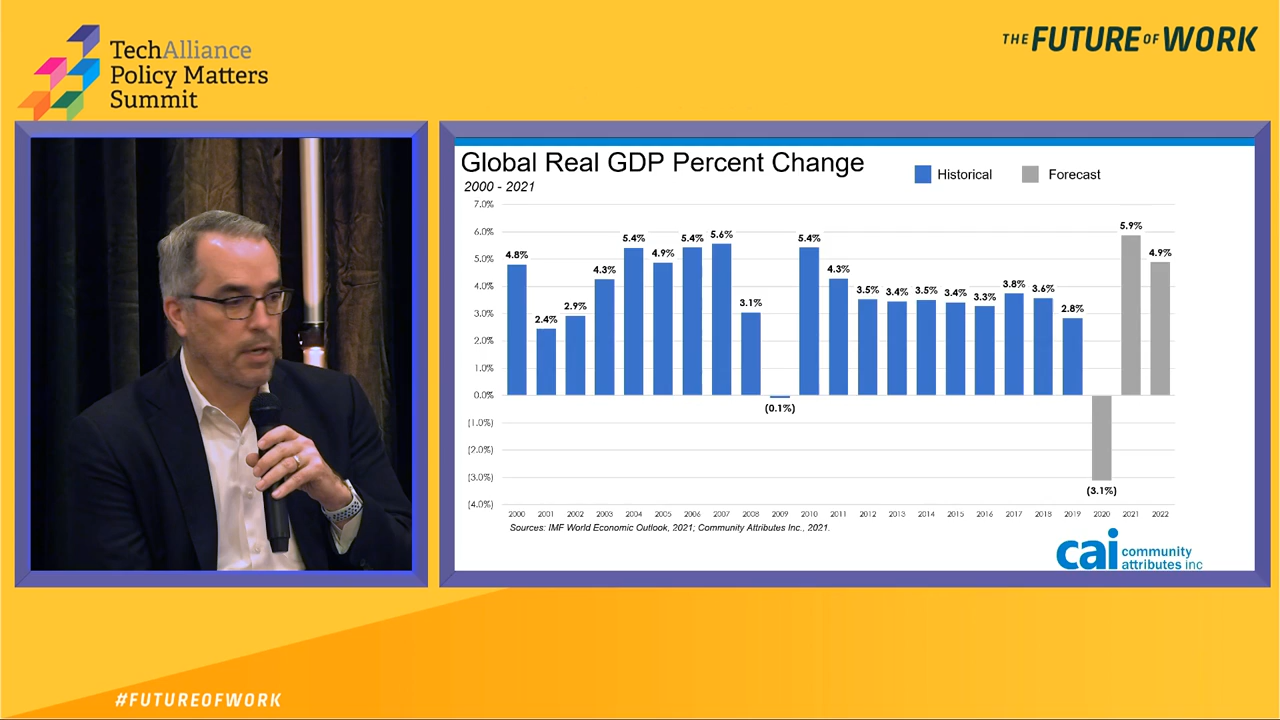 TechAlliance
Policy Matters
Summit
THE FUTURE OF WORK
Global Real GDP Percent Change
2000 - 2021
Historical
Forecast
7.0%
6.0%
5.0%
4.0%
3.0%
2.0%
1.0%
0.0%
(1.0%)
(2.0%)
(3.0%)
(4.0%)
4.8%
2.4%
2.9%
4.3%
5.4%
4.9%
5.4%
5.6%
3.1%
(0.1%)
5.4%
4.3%
3.5%
3.4%
3.5%
3.4%
3.3%
3.8%
3.6%
2.8%
(3.1%)
5.9%
4.9%
2000 2001 2002 2003 2004 2005 2006 2007 2008 2009 2010 2011 2012 2013 2014 2015 2016 2017 2018 2019 2020 2021 2022
Sources: IMF World Economic Outlook, 2021; Community Attributes Inc., 2021.
cai community
attributes inc
#FUTUREOFWORK